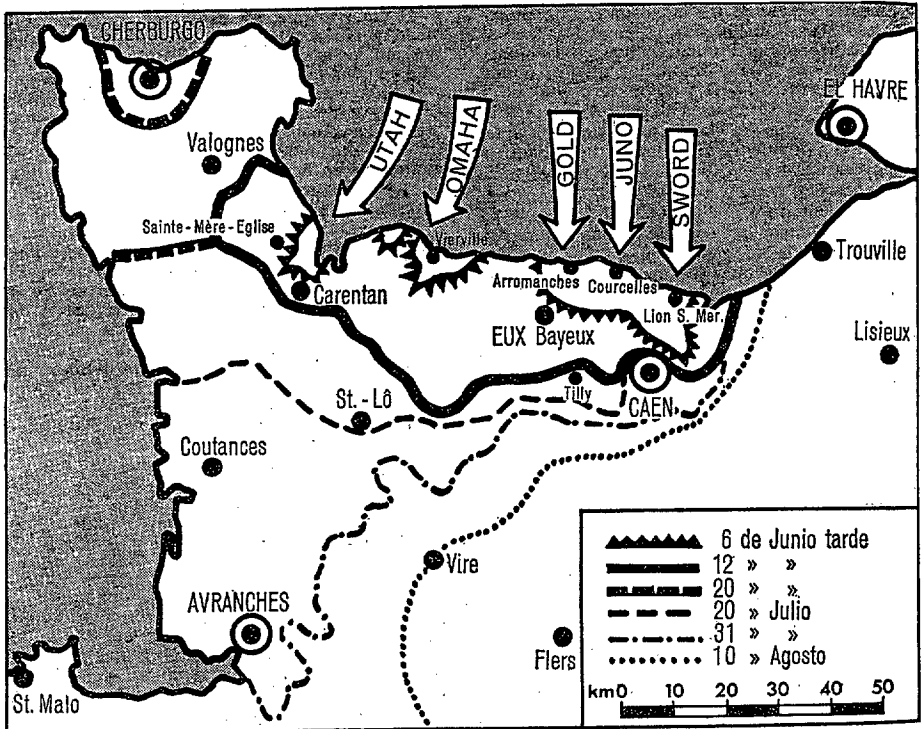 CHERBURGO
EL HAVRE
UTAH
OMAHA
GOLD
JUNO
SWORD
Valognes
Sainte-Mère-Eglise
Vierville
Trouville
Carentan
Arromanches
Courcelles
Lion S. Mer.
EUX Bayeux
Lisieux
Tilly
CAEN
St.-Lô
Coutances
Vire
AVRANCHES
Flers
St. Malo
6 de Junio tarde
12 » »
20 » »
20 » Julio
31 » »
10 » Agosto
km 0 10 20 30 40 50